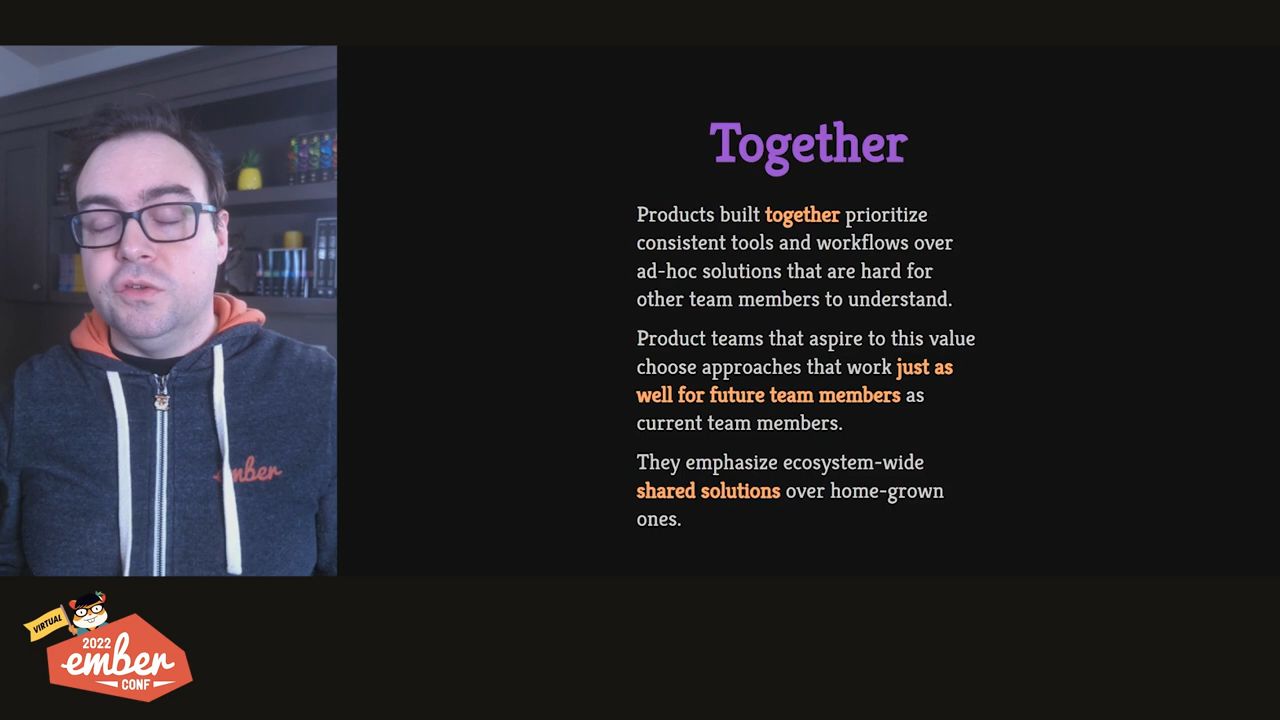 Together
Products built together prioritize
consistent tools and workflows over
ad-hoc solutions that are hard for
other team members to understand.
Product teams that aspire to this value
choose approaches that work just as
well for future team members as
current team members.
They emphasize ecosystem-wide
shared solutions over home-grown
ones.
ember
VIRTUAL
2022
ember
CONF